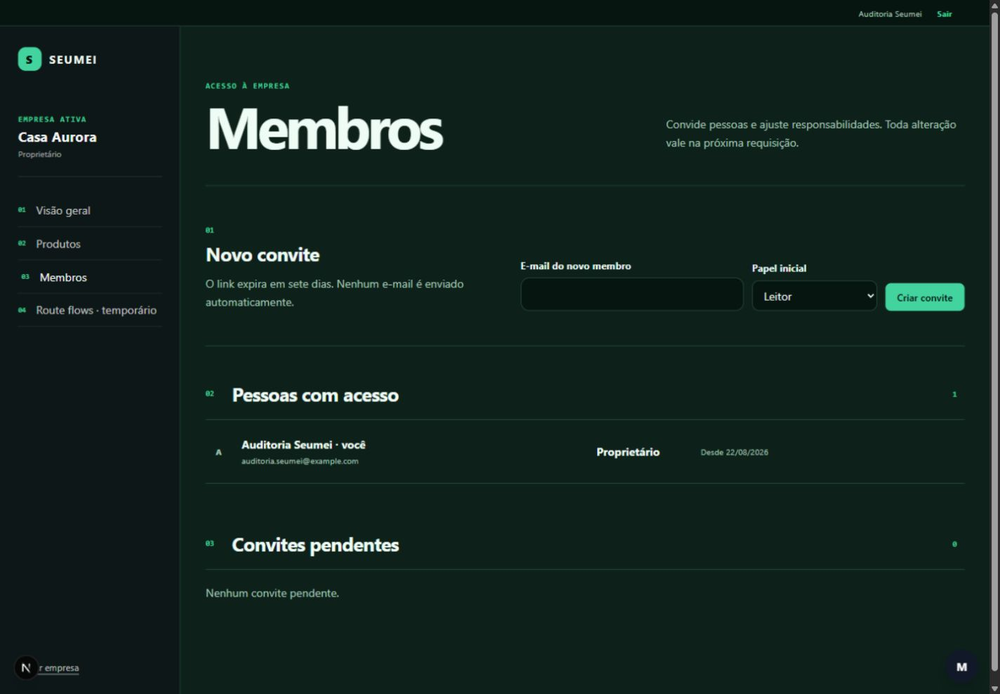 Auditoria Seumei Sair
S SEUMEI
EMPRESA ATIVA
Casa Aurora
Proprietário
01 Visão geral
02 Produtos
03 Membros
04 Route flows · temporário
N r empresa
ACESSO À EMPRESA
Membros
Convide pessoas e ajuste responsabilidades. Toda alteração
vale na próxima requisição.
01
Novo convite
O link expira em sete dias. Nenhum e-mail é enviado
automaticamente.
E-mail do novo membro
Papel inicial
Leitor
Criar convite
02 Pessoas com acesso 1
A
Auditoria Seumei · você
auditoria.seumei@example.com
Proprietário
Desde 22/08/2026
03 Convites pendentes 0
Nenhum convite pendente.
M